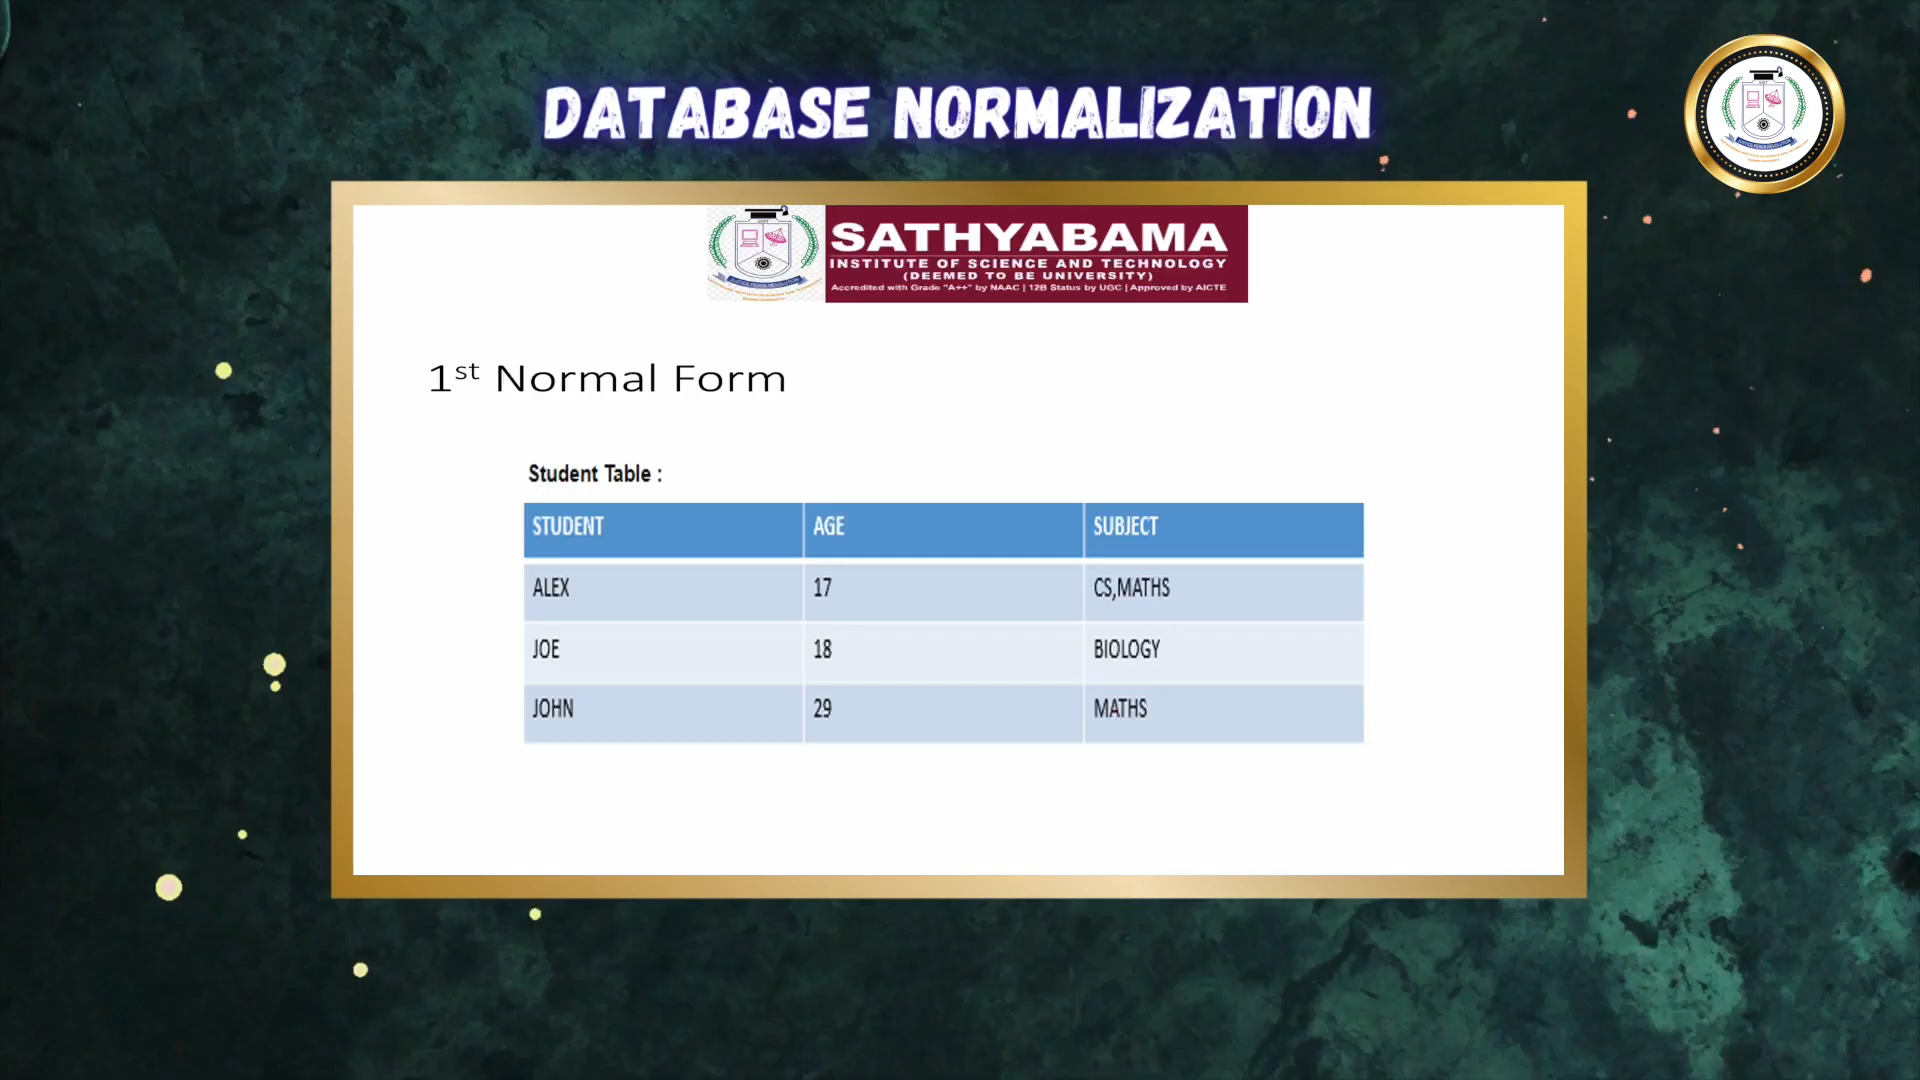 DATABASE NORMALIZATION
SATHYABAMA
INSTITUTE OF SCIENCE AND TECHNOLOGY
(DEEMED TO BE UNIVERSITY)
Accredited with Grade "A++" by NAAC | 12B Status by UGC | Approved by AICTE
1st Normal Form
Student Table :
STUDENT AGE SUBJECT
ALEX 17 CS,MATHS
JOE 18 BIOLOGY
JOHN 29 MATHS